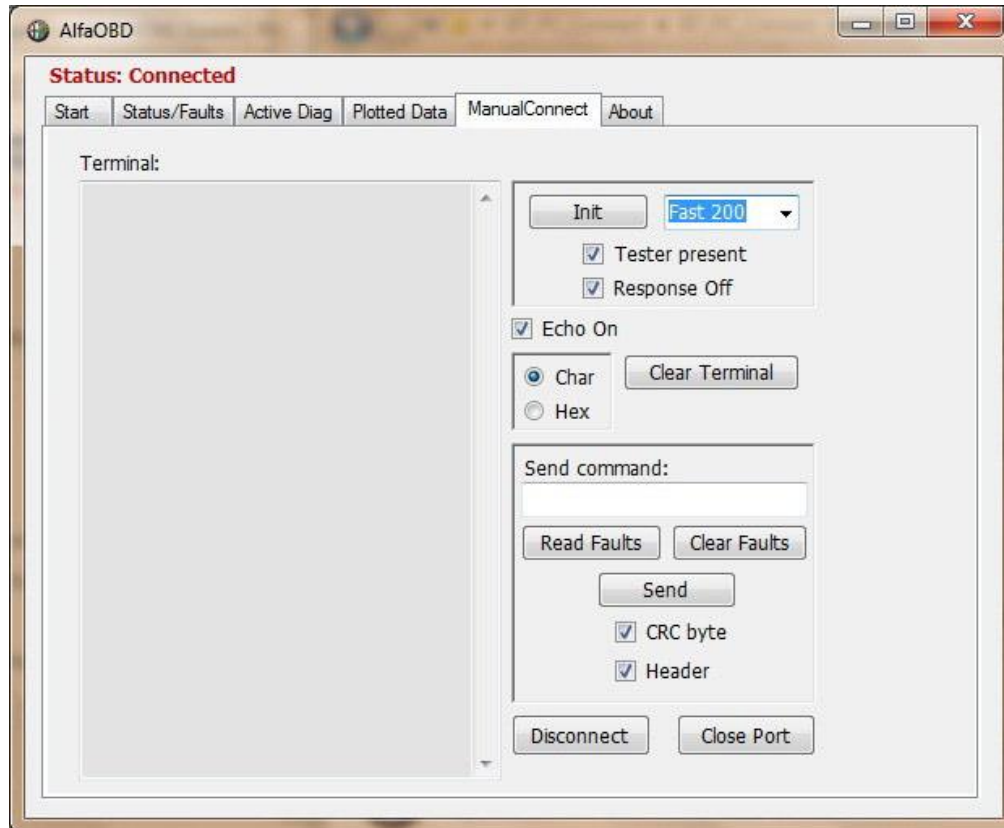 AlfaOBD
Status: Connected
Start Status/Faults Active Diag Plotted Data ManualConnect About
Terminal:
Init Fast 200
Tester present
Response Off
Echo On
Char Clear Terminal
Hex
Send command:
Read Faults Clear Faults
Send
CRC byte
Header
Disconnect Close Port